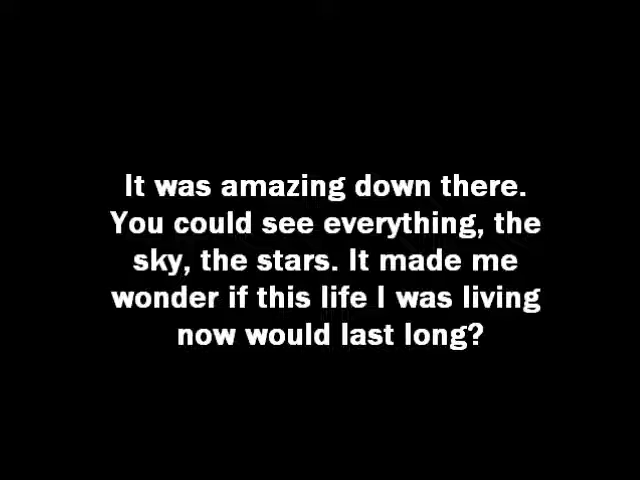 It was amazing down there.
You could see everything, the
sky, the stars. It made me
wonder if this life I was living
now would last long?